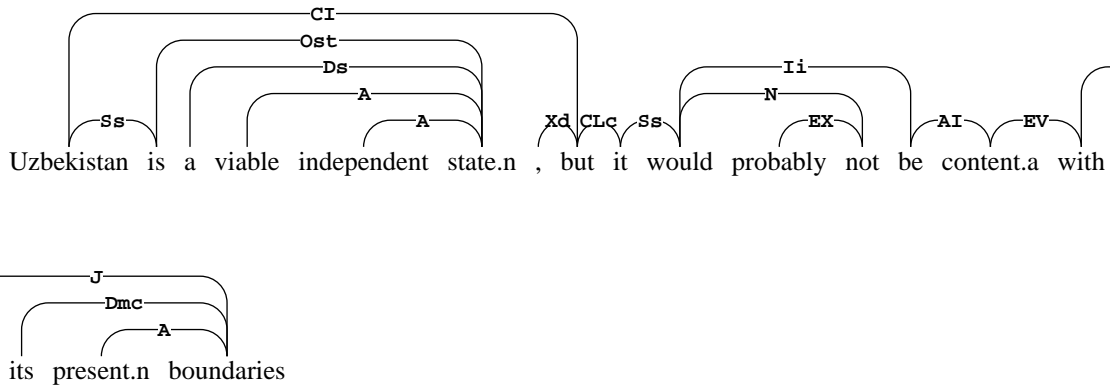 CI
Ost
Ds
Ii
A
N
Ss A Xd CLc Ss EX AI EV
Uzbekistan is a viable independent state.n , but it would probably not be content.a with
J
Dmc
A
its present.n boundaries